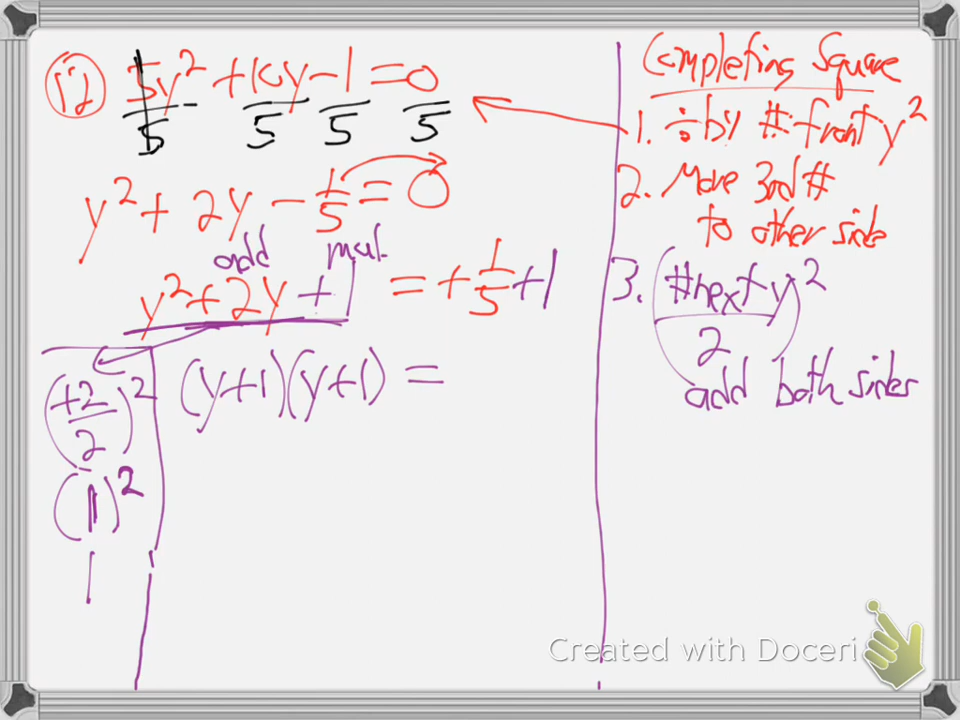 12 5y² + 10y - 1 = 0
5 5 5 5
y² + 2y - 1/5 = 0
add mul.
y² + 2y + 1 = + 1/5 + 1
(y+1)(y+1) =
(+2/2)²
(1)²
1
Completing Square
1. ÷ by # front y²
2. Move 3rd #
to other side
3. (#next y/2)²
add both sides
Created with Doceri